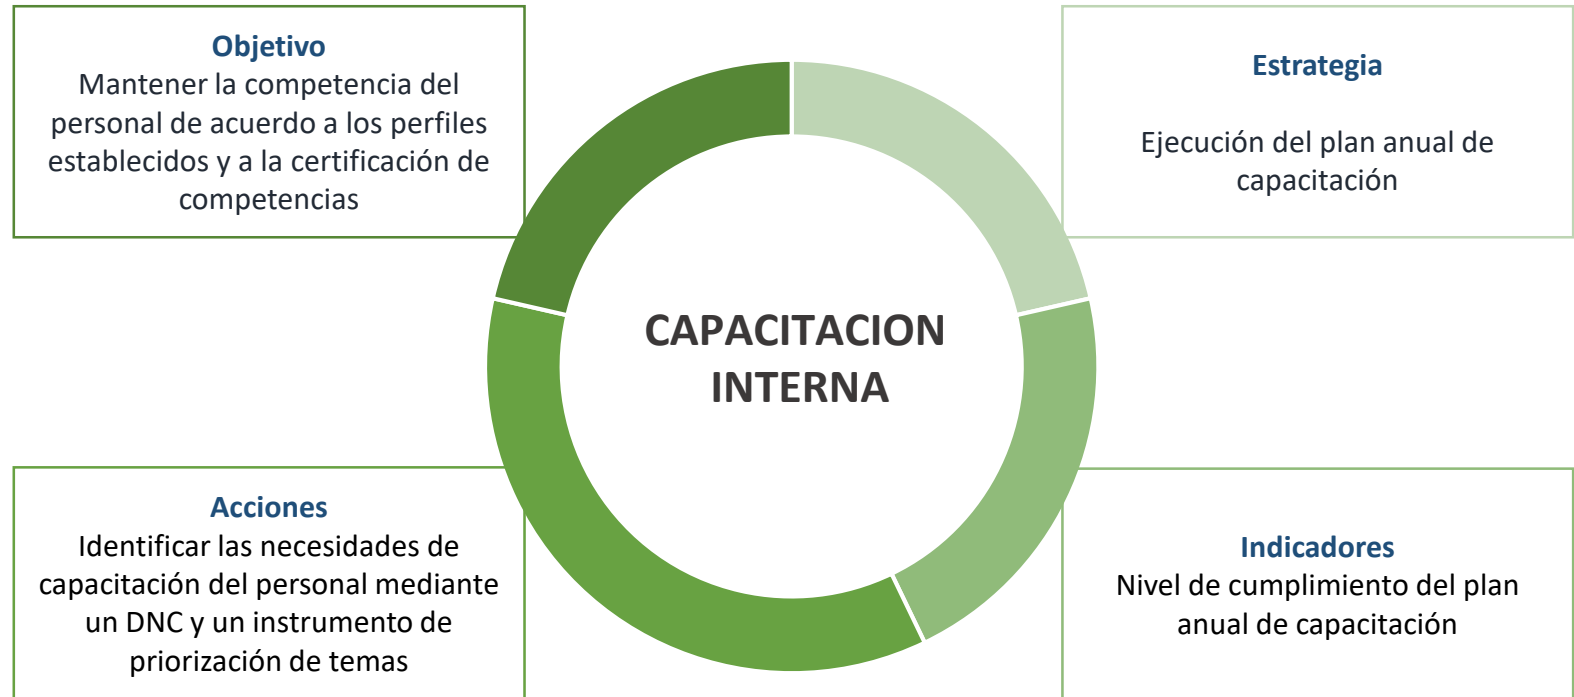 Objetivo
Mantener la competencia del
personal de acuerdo a los perfiles
establecidos y a la certificación de
competencias
Estrategia
Ejecución del plan anual de
capacitación
CAPACITACION
INTERNA
Acciones
Identificar las necesidades de
capacitación del personal mediante
un DNC y un instrumento de
priorización de temas
Indicadores
Nivel de cumplimiento del plan
anual de capacitación